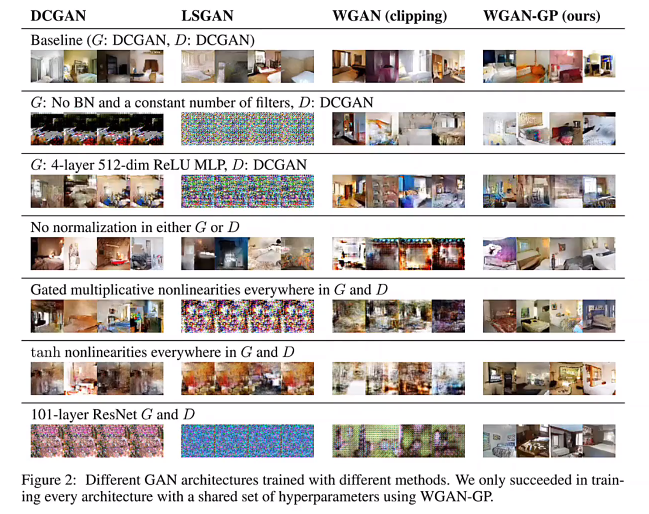 DCGAN LSGAN WGAN (clipping) WGAN-GP (ours)
Baseline (G: DCGAN, D: DCGAN)
G: No BN and a constant number of filters, D: DCGAN
G: 4-layer 512-dim ReLU MLP, D: DCGAN
No normalization in either G or D
Gated multiplicative nonlinearities everywhere in G and D
tanh nonlinearities everywhere in G and D
101-layer ResNet G and D
Figure 2: Different GAN architectures trained with different methods. We only succeeded in train-
ing every architecture with a shared set of hyperparameters using WGAN-GP.